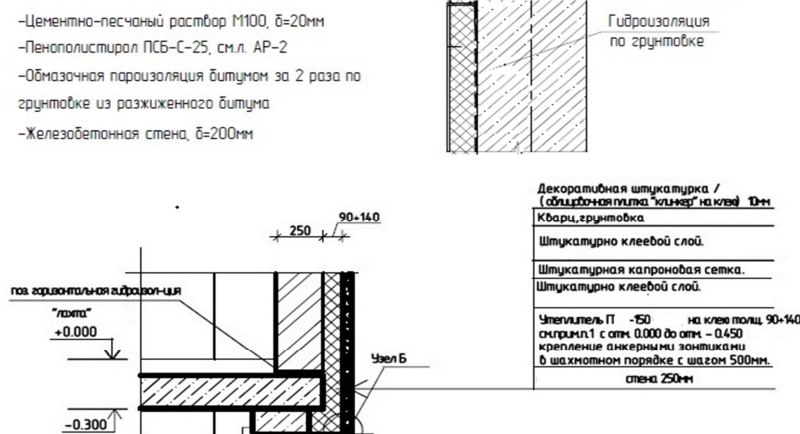 -Цементно-песчаный раствор М100, δ=20мм
-Пенополистирол ПСБ-С-25, см.л. АР-2
-Обмазочная пароизоляция битумом за 2 раза по
грунтовке из разжиженного битума
-Железобетонная стена, δ=200мм
Гидроизоляция
по грунтовке
250
90÷140
поз. горизонтальная гидроизол-ция
"лахта"
+0.000
-0.300
Узел Б
Декоративная штукатурка /
( облицовочная плитка "клинкер" на клею) 10мм
Кварц,грунтовка
Штукатурно клеевой слой.
Штукатурная капроновая сетка.
Штукатурно клеевой слой.
Утеплитель ПТ -150 на клею толщ. 90÷140
см.прим.п.1 с отм. 0.000 до отм. - 0.450
крепление анкерными зонтиками
в шахмотном порядке с шагом 500мм.
стена 250мм